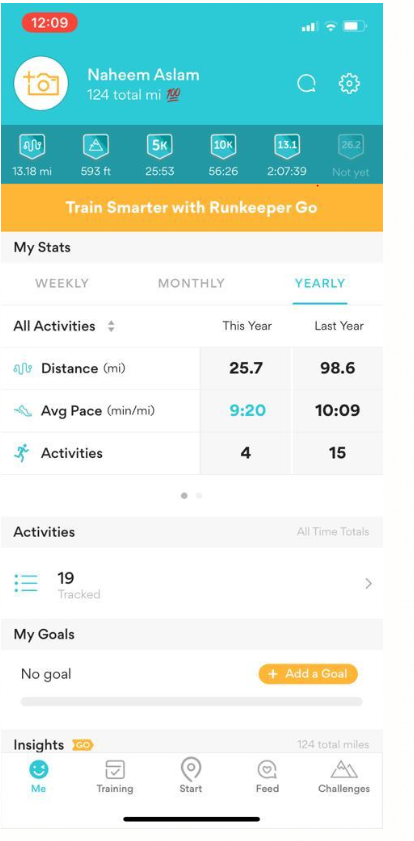 12:09
Naheem Aslam
124 total mi 💯
5K 10K 13.1 26.2
13.18 mi 593 ft 25:53 56:26 2:07:39 Not yet
Train Smarter with Runkeeper Go
My Stats
WEEKLY MONTHLY YEARLY
All Activities This Year Last Year
Distance (mi) 25.7 98.6
Avg Pace (min/mi) 9:20 10:09
Activities 4 15
Activities All Time Totals
19
Tracked
My Goals
No goal + Add a Goal
Insights GO 124 total miles
Me Training Start Feed Challenges